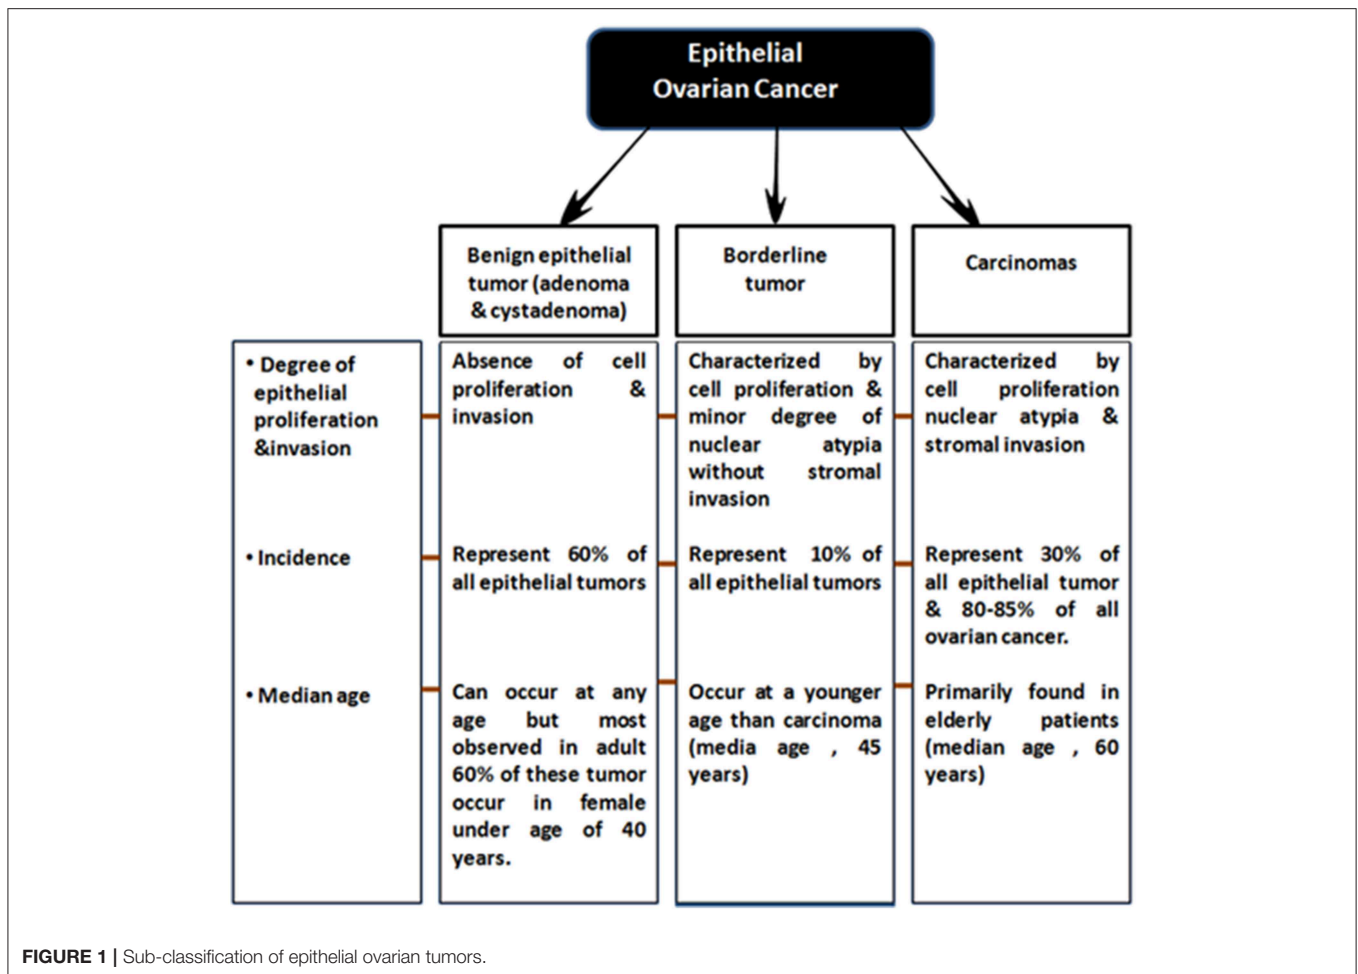 Epithelial
Ovarian Cancer
Benign epithelial
tumor (adenoma
& cystadenoma)
Borderline
tumor
Carcinomas
• Degree of
epithelial
proliferation
&invasion
Absence of cell
proliferation &
invasion
Characterized by
cell proliferation &
minor degree of
nuclear atypia
without stromal
invasion
Characterized by
cell proliferation
nuclear atypia &
stromal invasion
• Incidence
Represent 60% of
all epithelial tumors
Represent 10% of
all epithelial tumors
Represent 30% of
all epithelial tumor
& 80-85% of all
ovarian cancer.
• Median age
Can occur at any
age but most
observed in adult
60% of these tumor
occur in female
under age of 40
years.
Occur at a younger
age than carcinoma
(media age , 45
years)
Primarily found in
elderly patients
(median age , 60
years)
FIGURE 1 | Sub-classification of epithelial ovarian tumors.